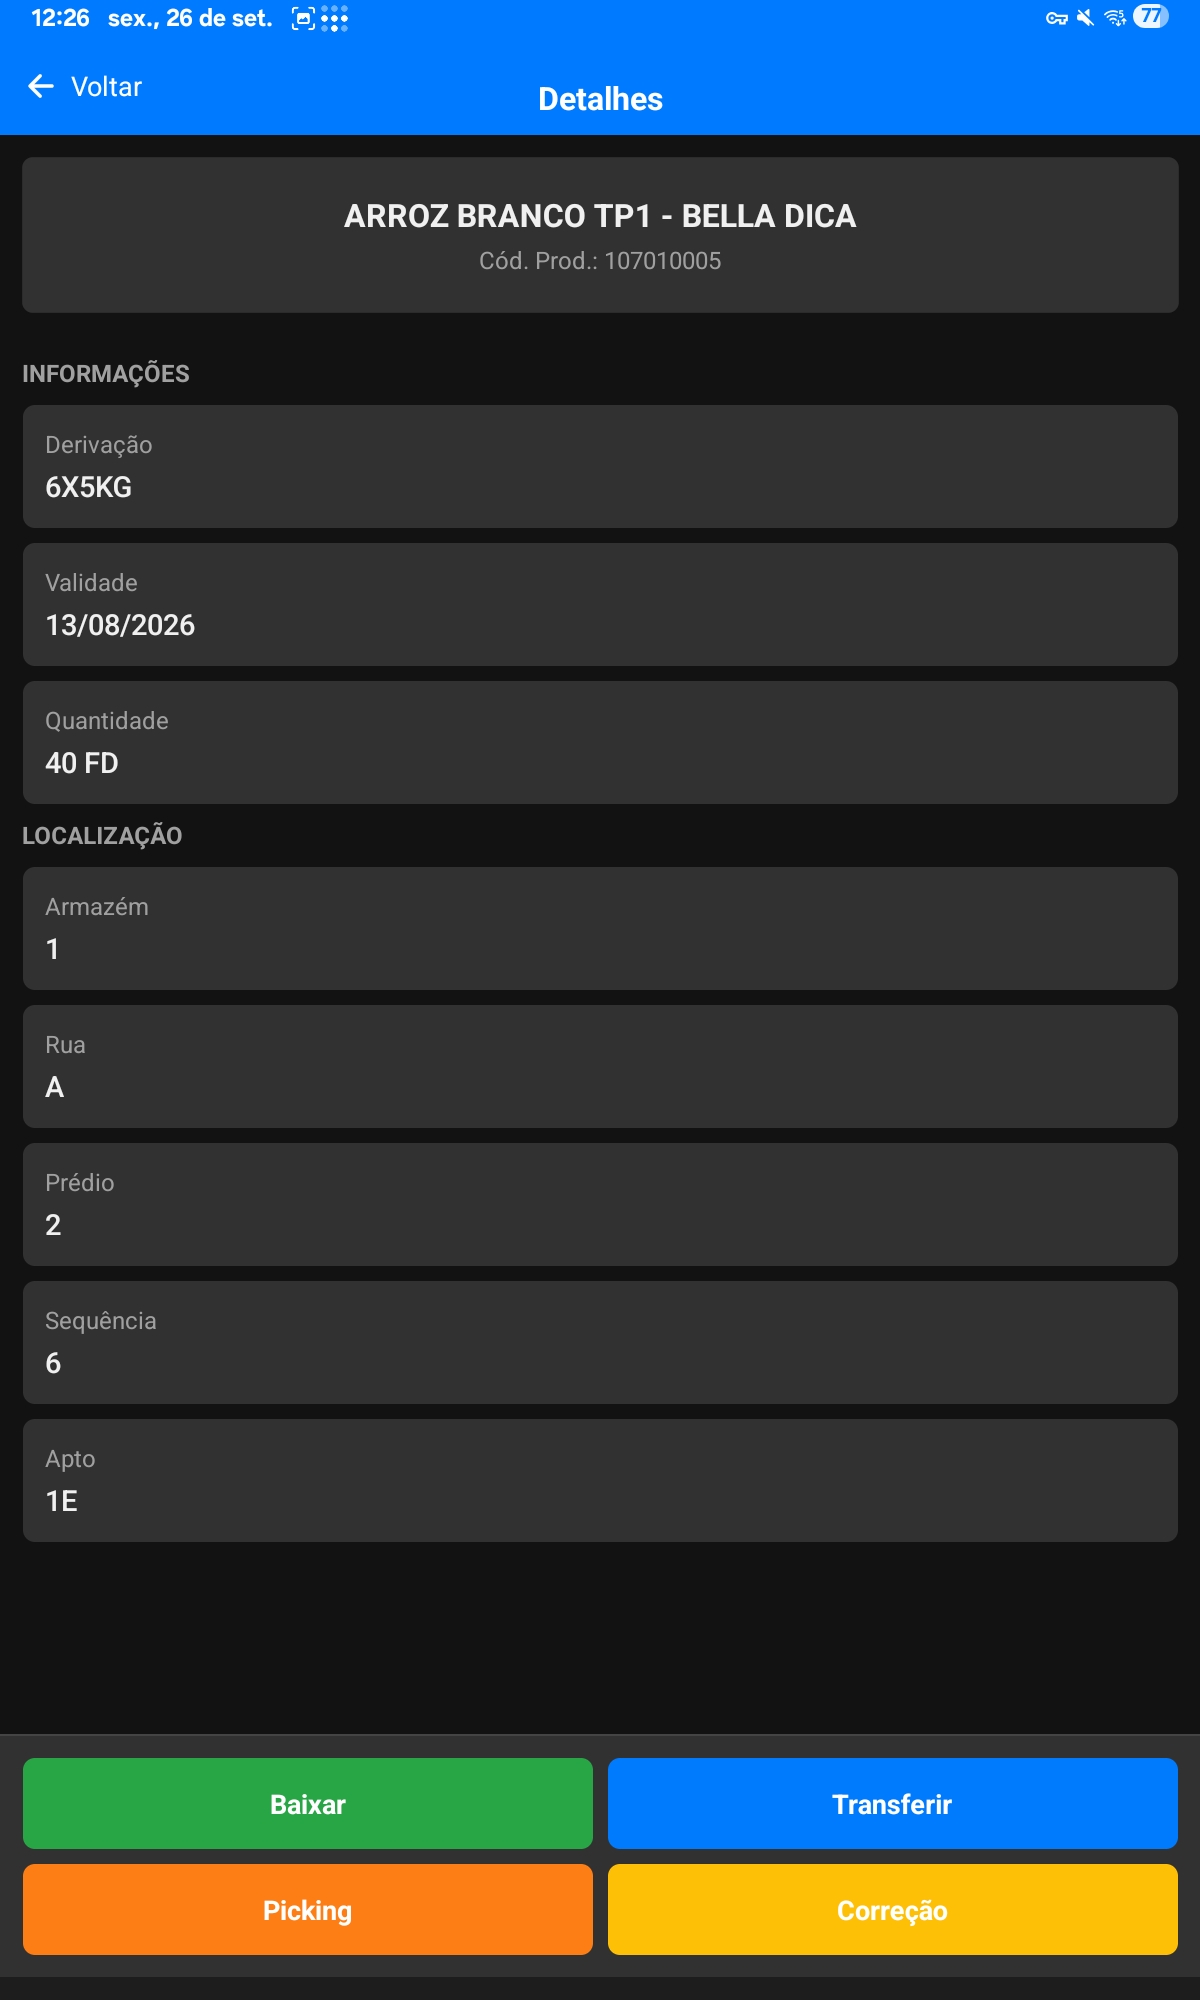 12:26 sex., 26 de set. 77
Voltar
Detalhes
ARROZ BRANCO TP1 - BELLA DICA
Cód. Prod.: 107010005
INFORMAÇÕES
Derivação
6X5KG
Validade
13/08/2026
Quantidade
40 FD
LOCALIZAÇÃO
Armazém
1
Rua
A
Prédio
2
Sequência
6
Apto
1E
Baixar Transferir
Picking Correção